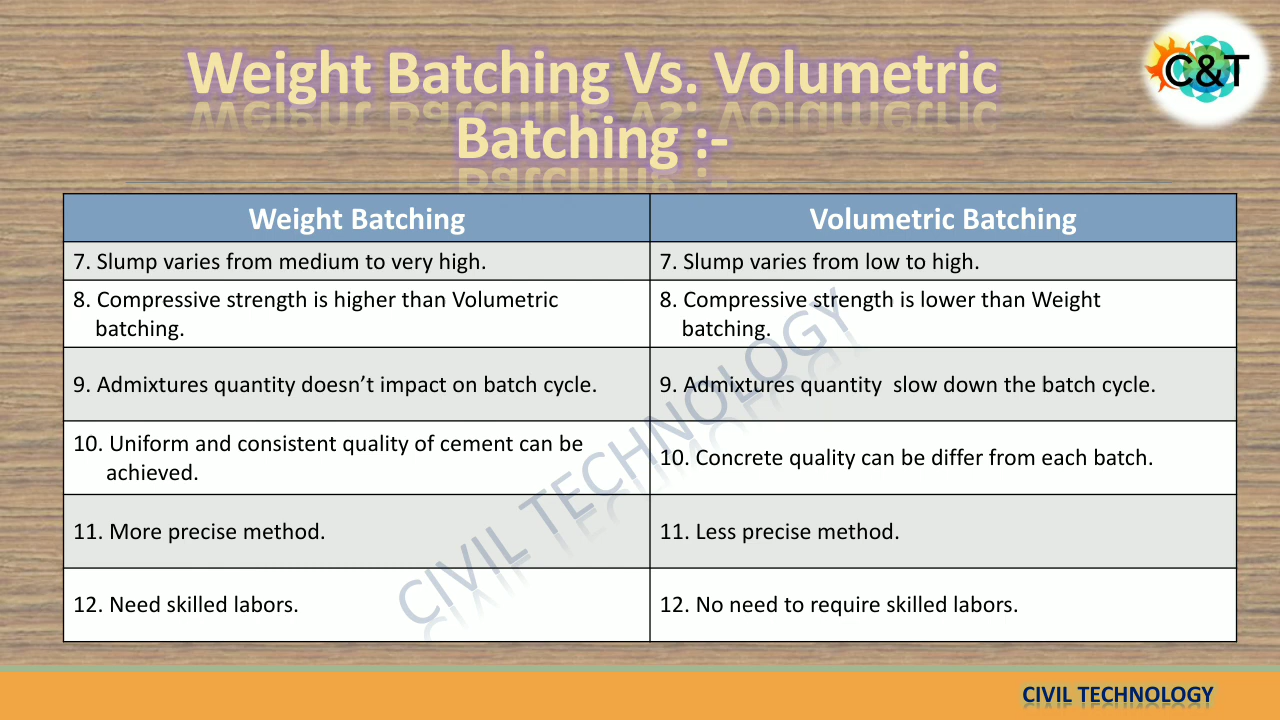 Weight Batching Vs. Volumetric
Batching :-
C&T
Weight Batching
Volumetric Batching
7. Slump varies from medium to very high.
7. Slump varies from low to high.
8. Compressive strength is higher than Volumetric
batching.
8. Compressive strength is lower than Weight
batching.
9. Admixtures quantity doesn’t impact on batch cycle.
9. Admixtures quantity  slow down the batch cycle.
10. Uniform and consistent quality of cement can be
achieved.
10. Concrete quality can be differ from each batch.
11. More precise method.
11. Less precise method.
12. Need skilled labors.
12. No need to require skilled labors.
CIVIL TECHNOLOGY
CIVIL TECHNOLOGY